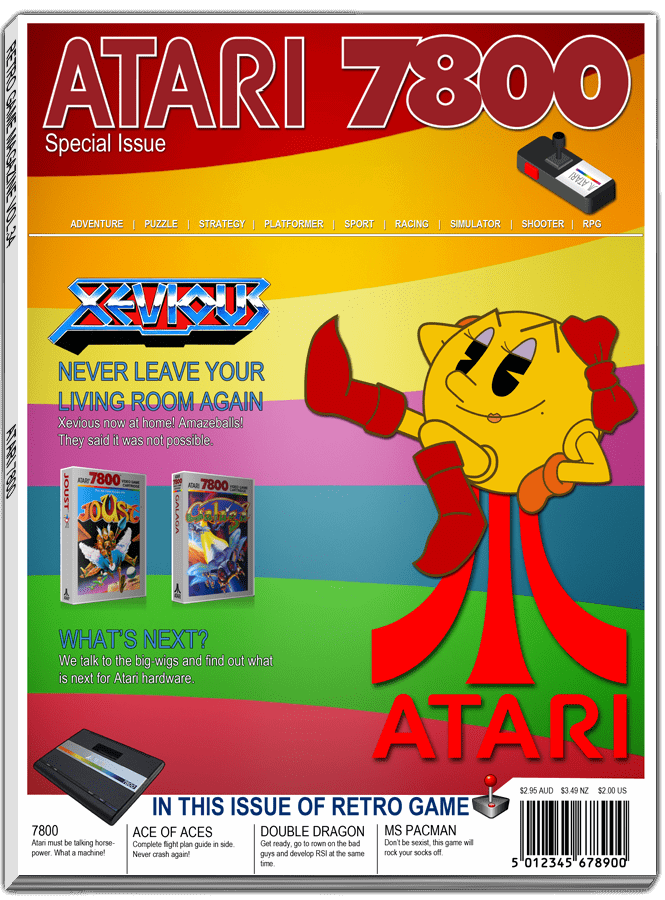 ATARI 7800
Special Issue
ATARI
ADVENTURE | PUZZLE | STRATEGY | PLATFORMER | SPORT | RACING | SIMULATOR | SHOOTER | RPG
XEVIOUS
NEVER LEAVE YOUR
LIVING ROOM AGAIN
Xevious now at home! Amazeballs!
They said it was not possible.
JOUST
ATARI 7800
JOUST
GALAGA
ATARI 7800
Galaga
WHAT'S NEXT?
We talk to the big-wigs and find out what
is next for Atari hardware.
ATARI
IN THIS ISSUE OF RETRO GAME
$2.95 AUD $3.49 NZ $2.00 US
7800
Atari must be talking horse-
power. What a machine!
ACE OF ACES
Complete flight plan guide in side.
Never crash again!
DOUBLE DRAGON
Get ready, go to rown on the bad
guys and develop RSI at the same
time.
MS PACMAN
Don't be sexist, this game will
rock your socks off.
5 012345 678900
ATARI 7800